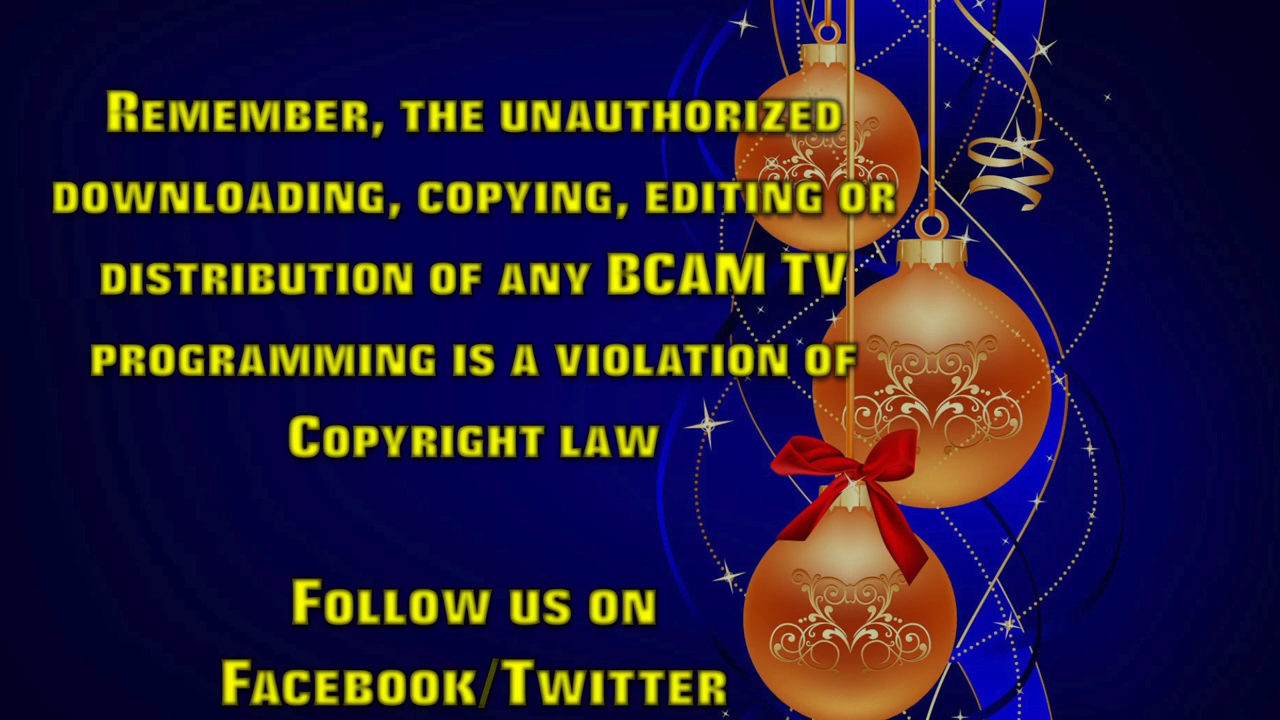 Remember, the unauthorized
downloading, copying, editing or
distribution of any BCAM TV
programming is a violation of
Copyright law
Follow us on
Facebook/Twitter